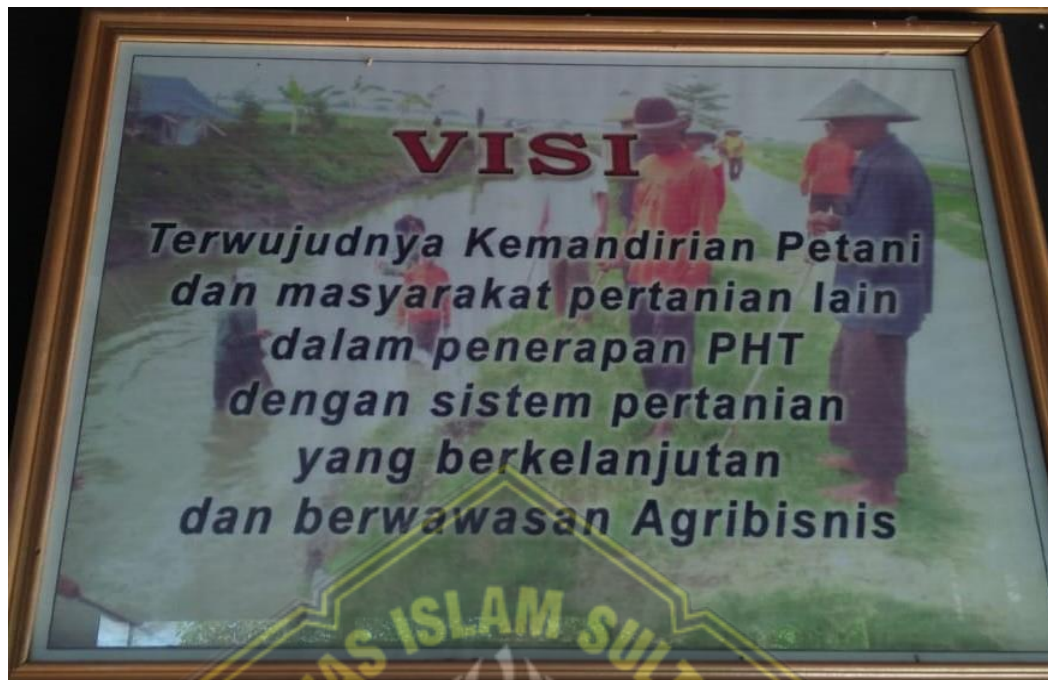 VISI
Terwujudnya Kemandirian Petani
dan masyarakat pertanian lain
dalam penerapan PHT
dengan sistem pertanian
yang berkelanjutan
dan berwawasan Agribisnis
ISLAM